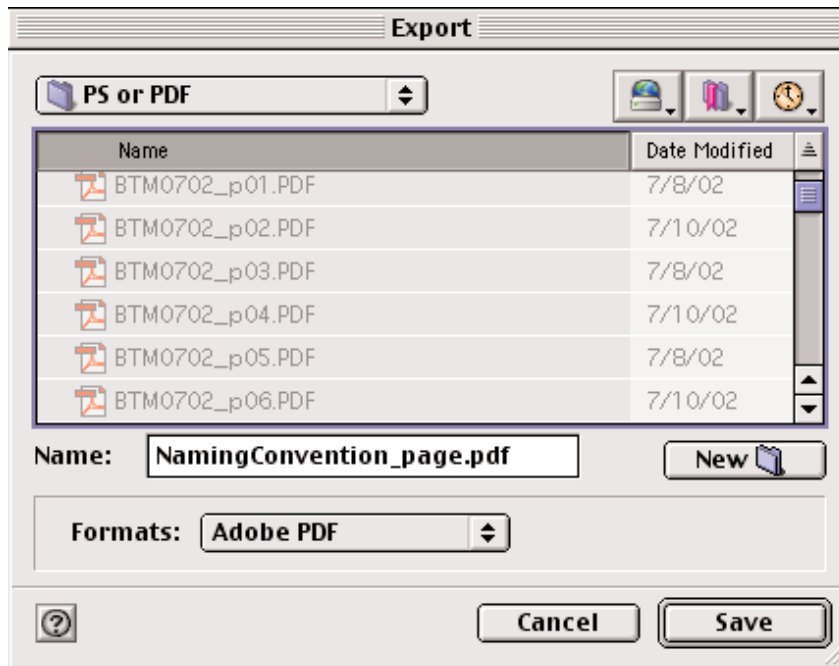 Export
PS or PDF
Name Date Modified
BTM0702_p01.PDF 7/8/02
BTM0702_p02.PDF 7/10/02
BTM0702_p03.PDF 7/8/02
BTM0702_p04.PDF 7/10/02
BTM0702_p05.PDF 7/8/02
BTM0702_p06.PDF 7/10/02
Name: NamingConvention_page.pdf New
Formats: Adobe PDF
? Cancel Save